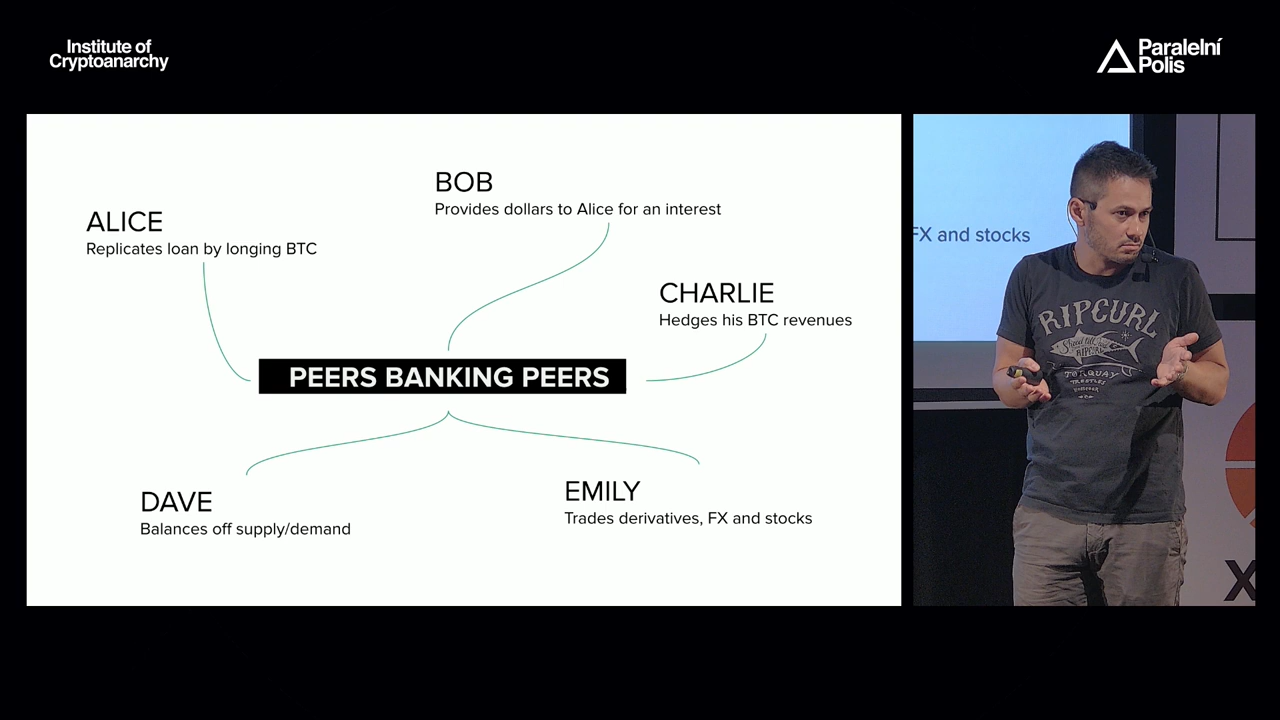 Institute of
Cryptoanarchy
Paralelní
Polis
BOB
Provides dollars to Alice for an interest
ALICE
Replicates loan by longing BTC
CHARLIE
Hedges his BTC revenues
PEERS BANKING PEERS
EMILY
Trades derivatives, FX and stocks
DAVE
Balances off supply/demand
FX and stocks
RIPCURL
RIPCURL
TORQUAY
X